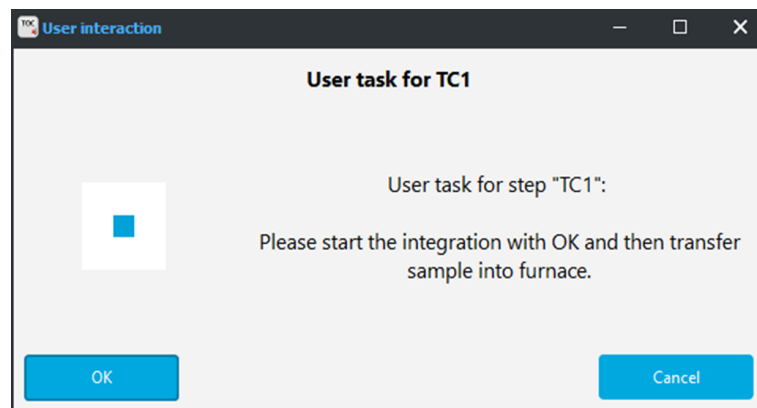 TOC
User interaction
User task for TC1
User task for step "TC1":
Please start the integration with OK and then transfer
sample into furnace.
OK
Cancel